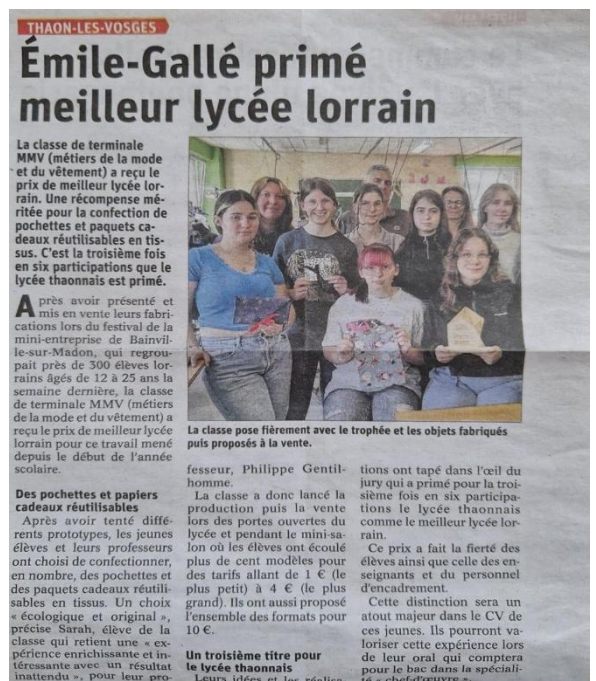 THAON-LES-VOSGES
Émile-Gallé primé
meilleur lycée lorrain
La classe de terminale
MMV (métiers de la mode
et du vêtement) a reçu le
prix de meilleur lycée lor-
rain. Une récompense mé-
ritée pour la confection de
pochettes et paquets ca-
deaux réutilisables en tis-
sus. C'est la troisième fois
en six participations que le
lycée thaonnais est primé.
Après avoir présenté et
mis en vente leurs fabri-
cations lors du festival de la
mini-entreprise de Bainvil-
le-sur-Madon, qui regrou-
pait près de 300 élèves lor-
rains âgés de 12 à 25 ans la
semaine dernière, la classe
de terminale MMV (métiers
de la mode et du vêtement) a
reçu le prix de meilleur lycée
lorrain pour ce travail mené
depuis le début de l'année
scolaire.
Des pochettes et papiers
cadeaux réutilisables
Après avoir tenté diffé-
rents prototypes, les jeunes
élèves et leurs professeurs
ont choisi de confectionner,
en nombre, des pochettes et
des paquets cadeaux réutili-
sables en tissus. Un choix
« écologique et original »,
précise Sarah, élève de la
classe qui retient une « ex-
périence enrichissante et in-
téressante avec un résultat
inattendu », pour leur pro-
La classe pose fièrement avec le trophée et les objets fabriqués
puis proposés à la vente.
fesseur, Philippe Gentil-
homme.
La classe a donc lancé la
production puis la vente
lors des portes ouvertes du
lycée et pendant le mini-sa-
lon où les élèves ont écoulé
plus de cent modèles pour
des tarifs allant de 1 € (le
plus petit) à 4 € (le plus
grand). Ils ont aussi proposé
l'ensemble des formats pour
10 €.
Un troisième titre pour
le lycée thaonnais
Leurs idées et les réalisa-
tions ont tapé dans l'œil du
jury qui a primé pour la troi-
sième fois en six participa-
tions le lycée thaonnais
comme le meilleur lycée lor-
rain.
Ce prix a fait la fierté des
élèves ainsi que celle des en-
seignants et du personnel
d'encadrement.
Cette distinction sera un
atout majeur dans le CV de
ces jeunes. Ils pourront va-
loriser cette expérience lors
de leur oral qui comptera
pour le bac dans la spéciali-
té « chef-d'œuvre ».